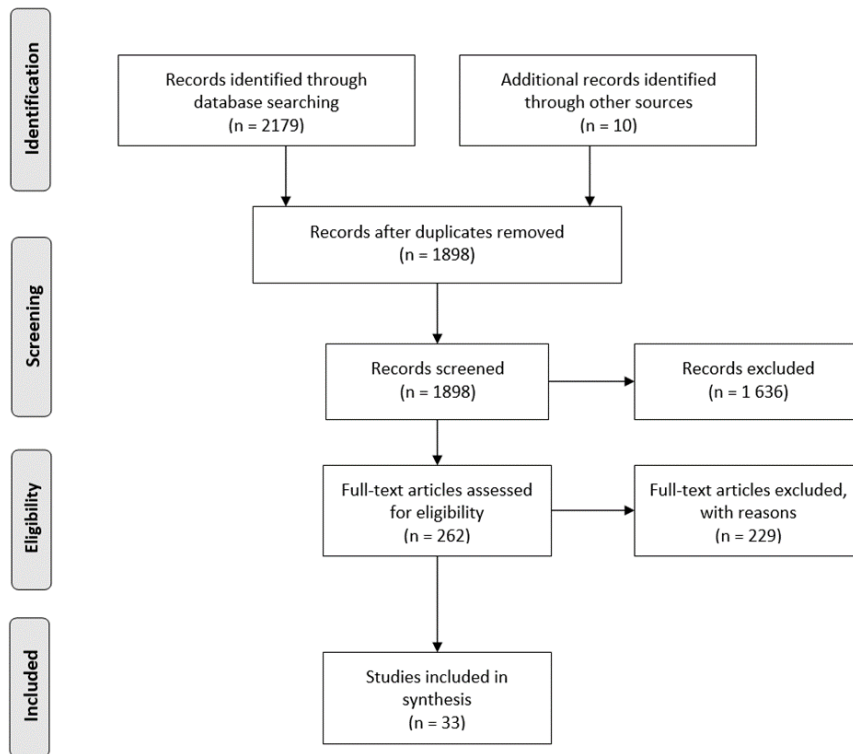 Identification
Records identified through
database searching
(n = 2179)
Additional records identified
through other sources
(n = 10)
Records after duplicates removed
(n = 1898)
Screening
Records screened
(n = 1898)
Records excluded
(n = 1 636)
Eligibility
Full-text articles assessed
for eligibility
(n = 262)
Full-text articles excluded,
with reasons
(n = 229)
Included
Studies included in
synthesis
(n = 33)